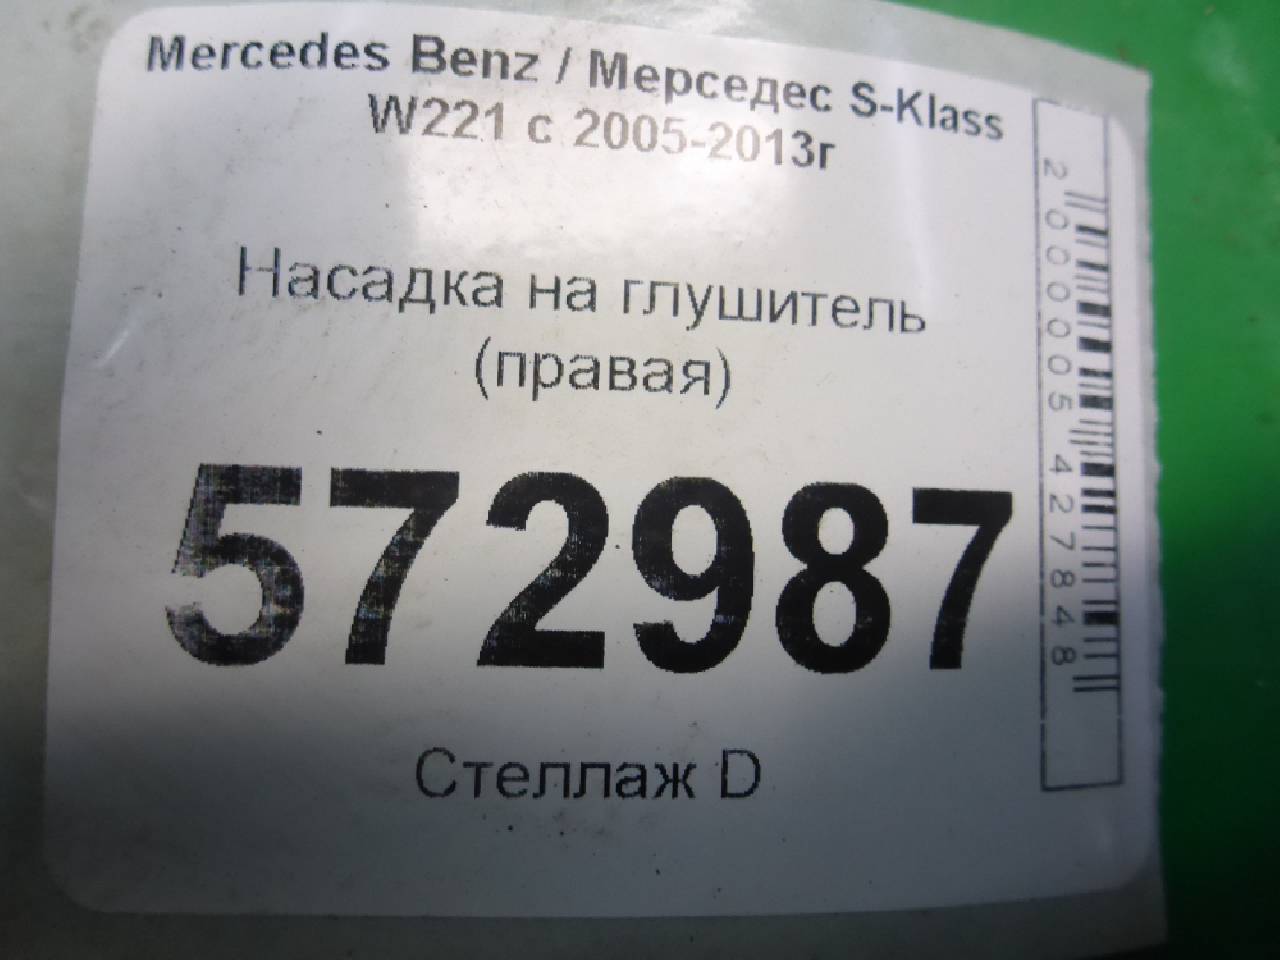 Mercedes Benz / Мерседес S-Klass
W221 с 2005-2013г
Насадка на глушитель
(правая)
572987
Стеллаж D
2000005427848